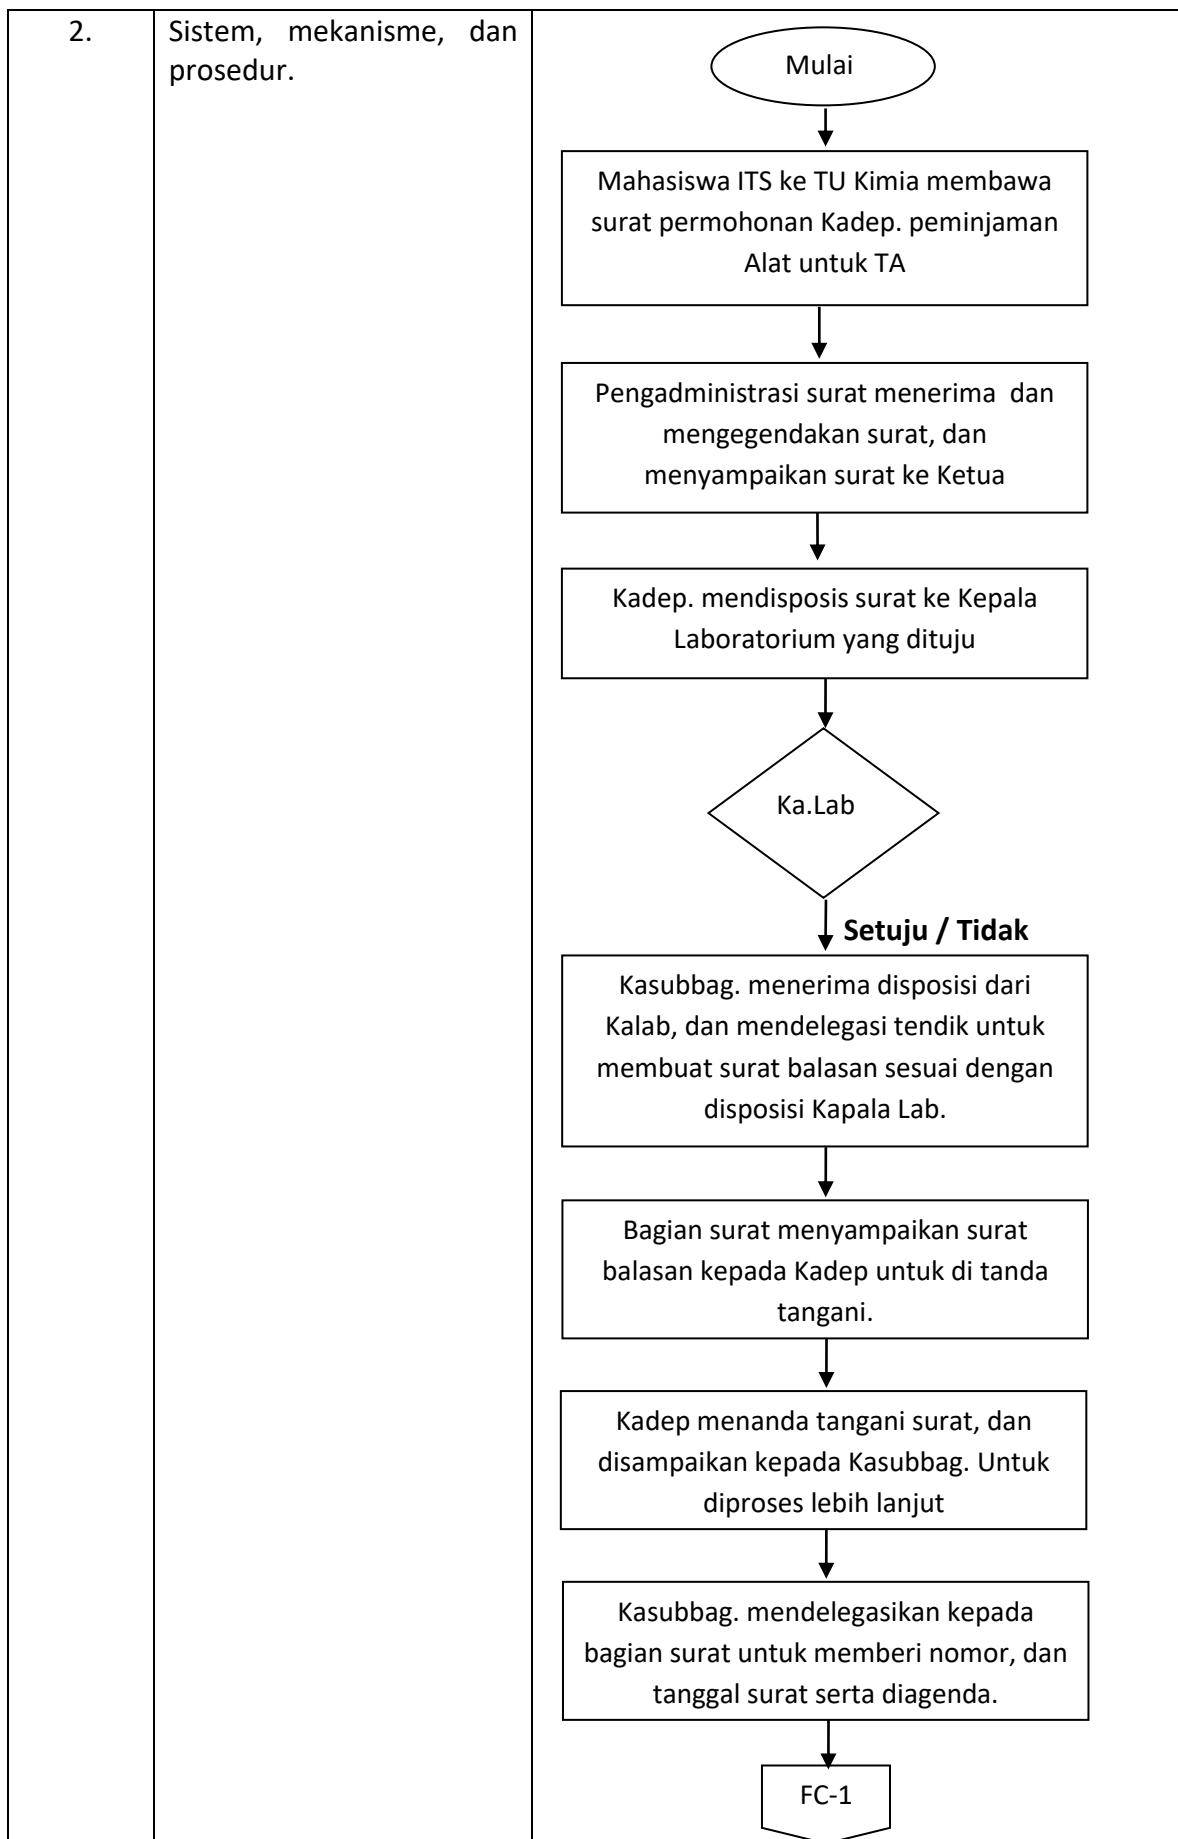 2.
Sistem, mekanisme, dan
prosedur.
Mulai
Mahasiswa ITS ke TU Kimia membawa
surat permohonan Kadep. peminjaman
Alat untuk TA
Pengadministrasi surat menerima  dan
mengegendakan surat, dan
menyampaikan surat ke Ketua
Kadep. mendisposis surat ke Kepala
Laboratorium yang dituju
Ka.Lab
Setuju / Tidak
Kasubbag. menerima disposisi dari
Kalab, dan mendelegasi tendik untuk
membuat surat balasan sesuai dengan
disposisi Kapala Lab.
Bagian surat menyampaikan surat
balasan kepada Kadep untuk di tanda
tangani.
Kadep menanda tangani surat, dan
disampaikan kepada Kasubbag. Untuk
diproses lebih lanjut
Kasubbag. mendelegasikan kepada
bagian surat untuk memberi nomor, dan
tanggal surat serta diagenda.
FC-1